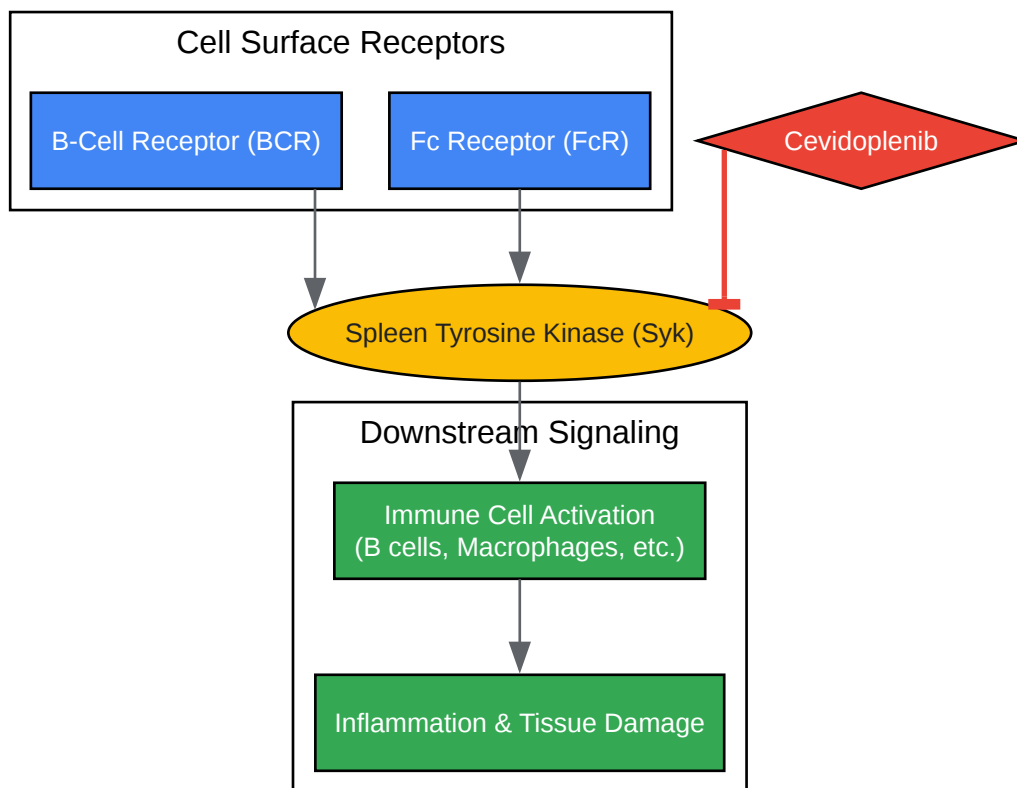 Cell Surface Receptors
B-Cell Receptor (BCR)
Fc Receptor (FcR)
Cevidoplenib
Spleen Tyrosine Kinase (Syk)
Downstream Signaling
Immune Cell Activation
(B cells, Macrophages, etc.)
Inflammation & Tissue Damage